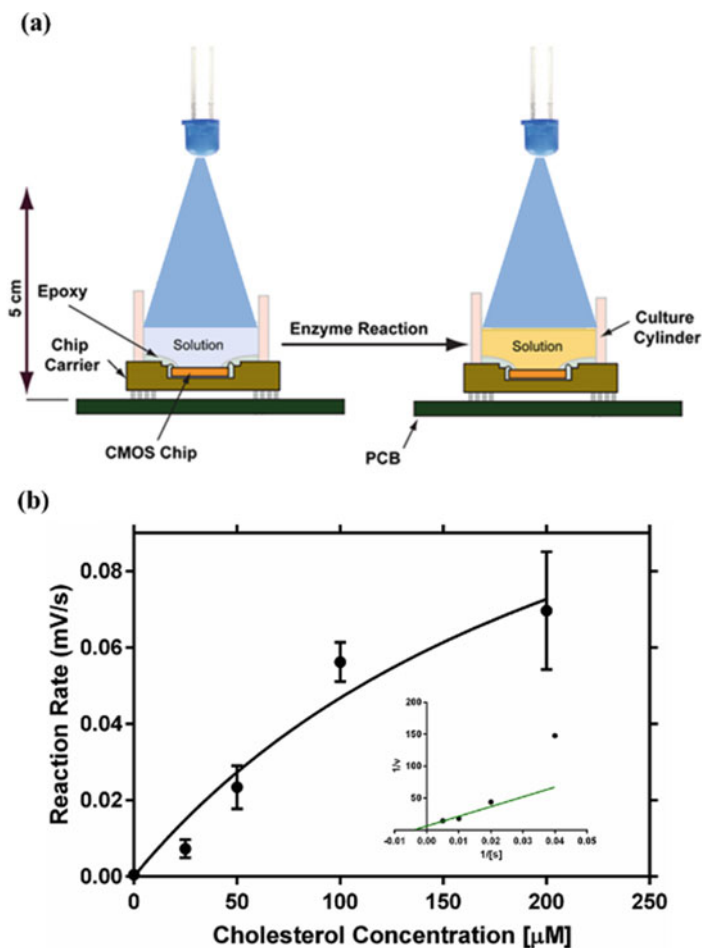 (a)
5 cm
Epoxy
Chip
Carrier
Solution
CMOS Chip
Enzyme Reaction
Solution
Culture
Cylinder
PCB
(b)
Reaction Rate (mV/s)
0.08
0.06
0.04
0.02
0.00
0
50
100
150
200
250
Cholesterol Concentration [µM]
1/v
200
150
100
50
-0.01
0.00
0.01
0.02
0.03
0.04
0.05
1/[s]